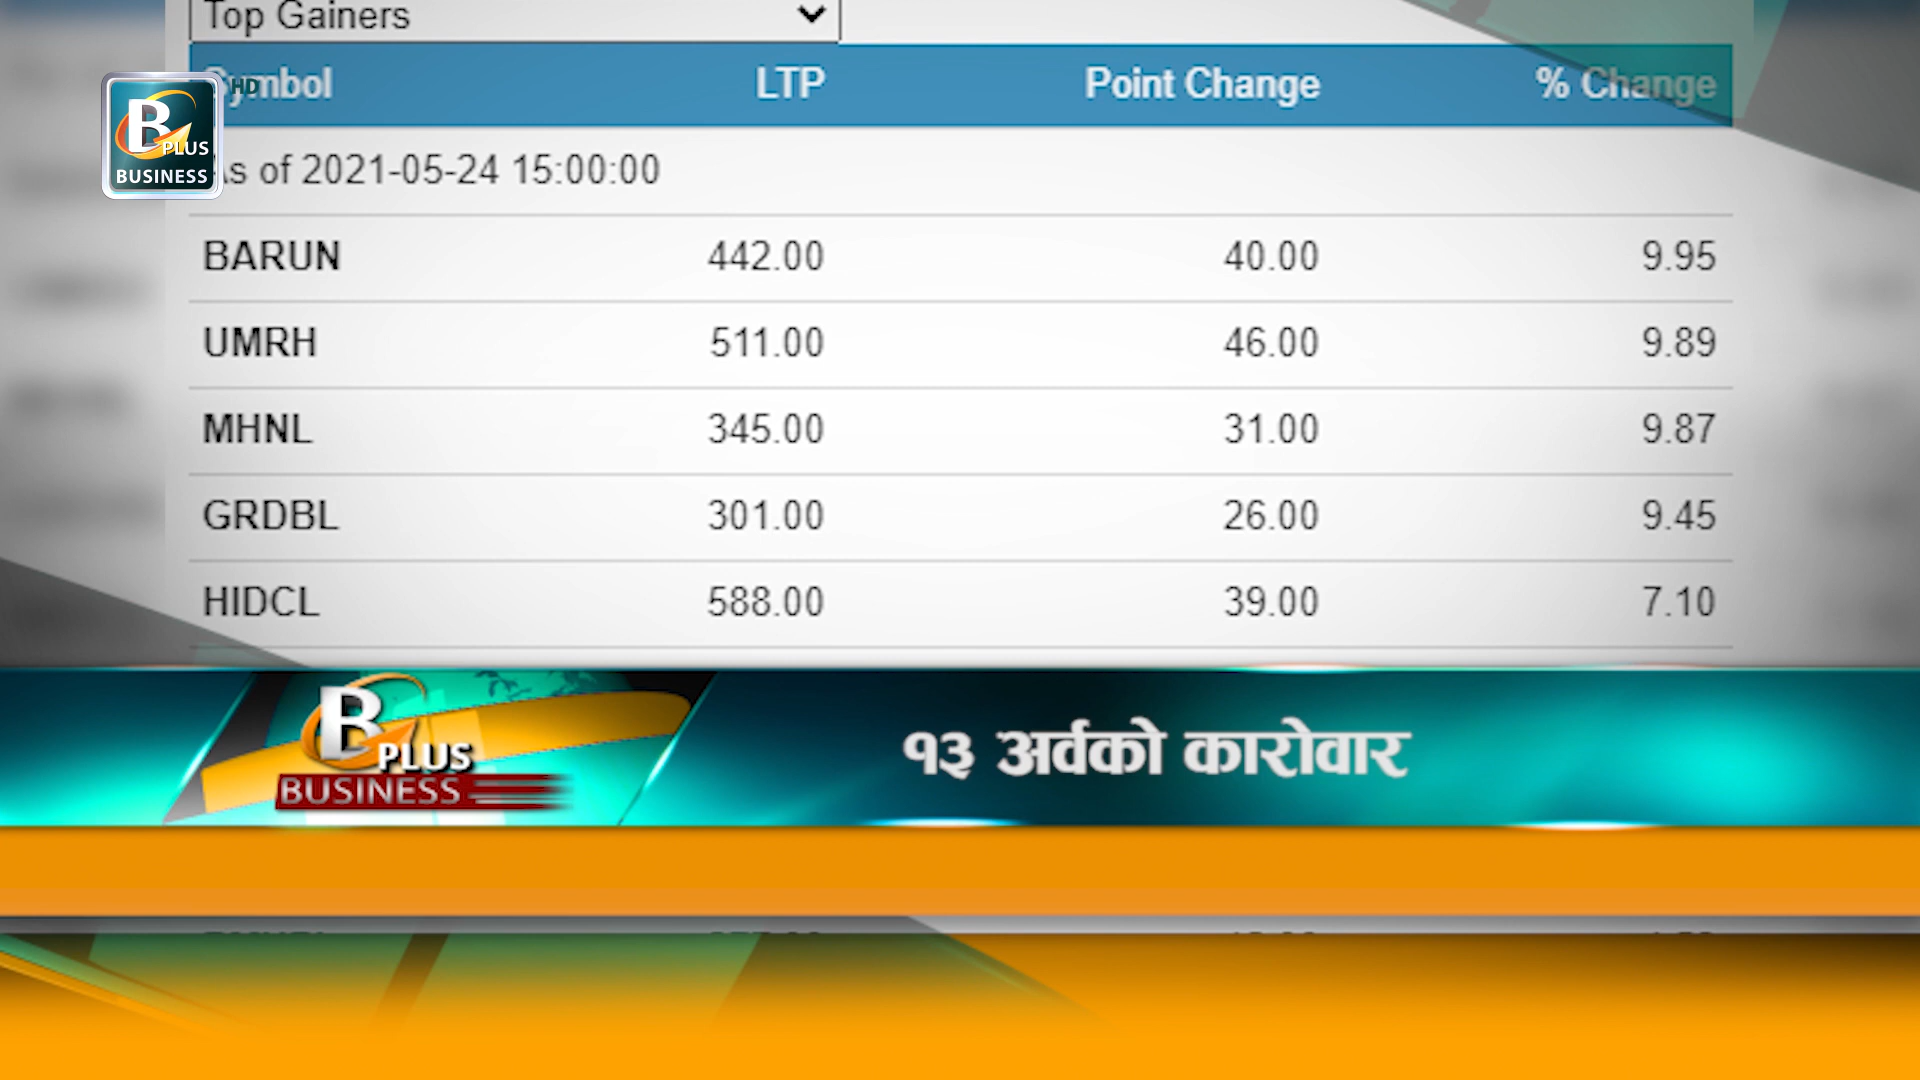 Top Gainers
Symbol LTP Point Change % Change
HD
B PLUS
BUSINESS
As of 2021-05-24 15:00:00
BARUN 442.00 40.00 9.95
UMRH 511.00 46.00 9.89
MHNL 345.00 31.00 9.87
GRDBL 301.00 26.00 9.45
HIDCL 588.00 39.00 7.10
B PLUS
BUSINESS
१३ अर्वको कारोवार